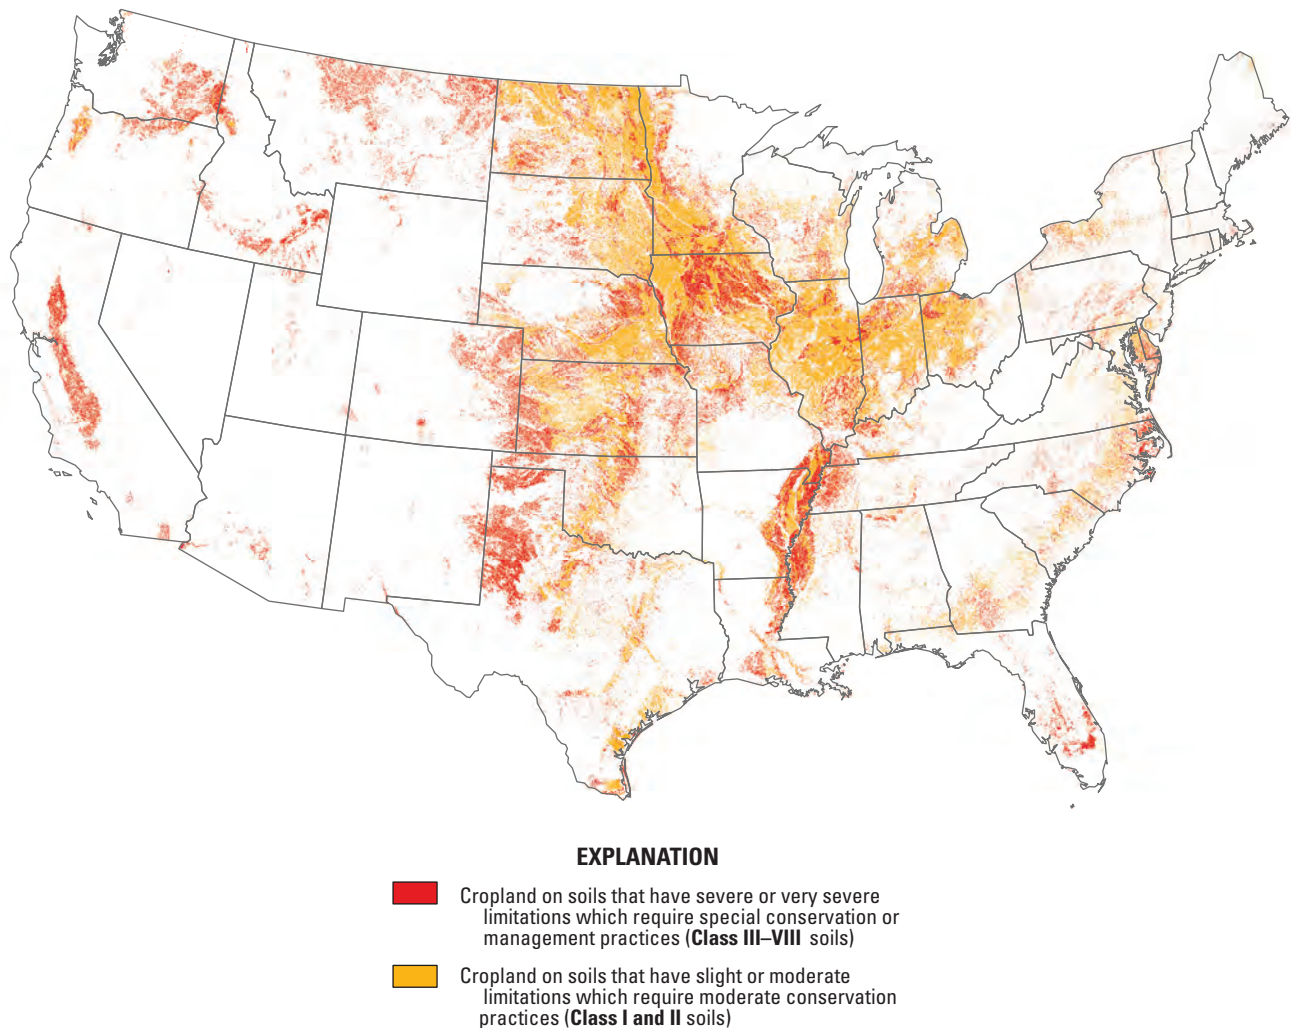 EXPLANATION
Cropland on soils that have severe or very severe
limitations which require special conservation or
management practices (Class III–VIII soils)
Cropland on soils that have slight or moderate
limitations which require moderate conservation
practices (Class I and II soils)